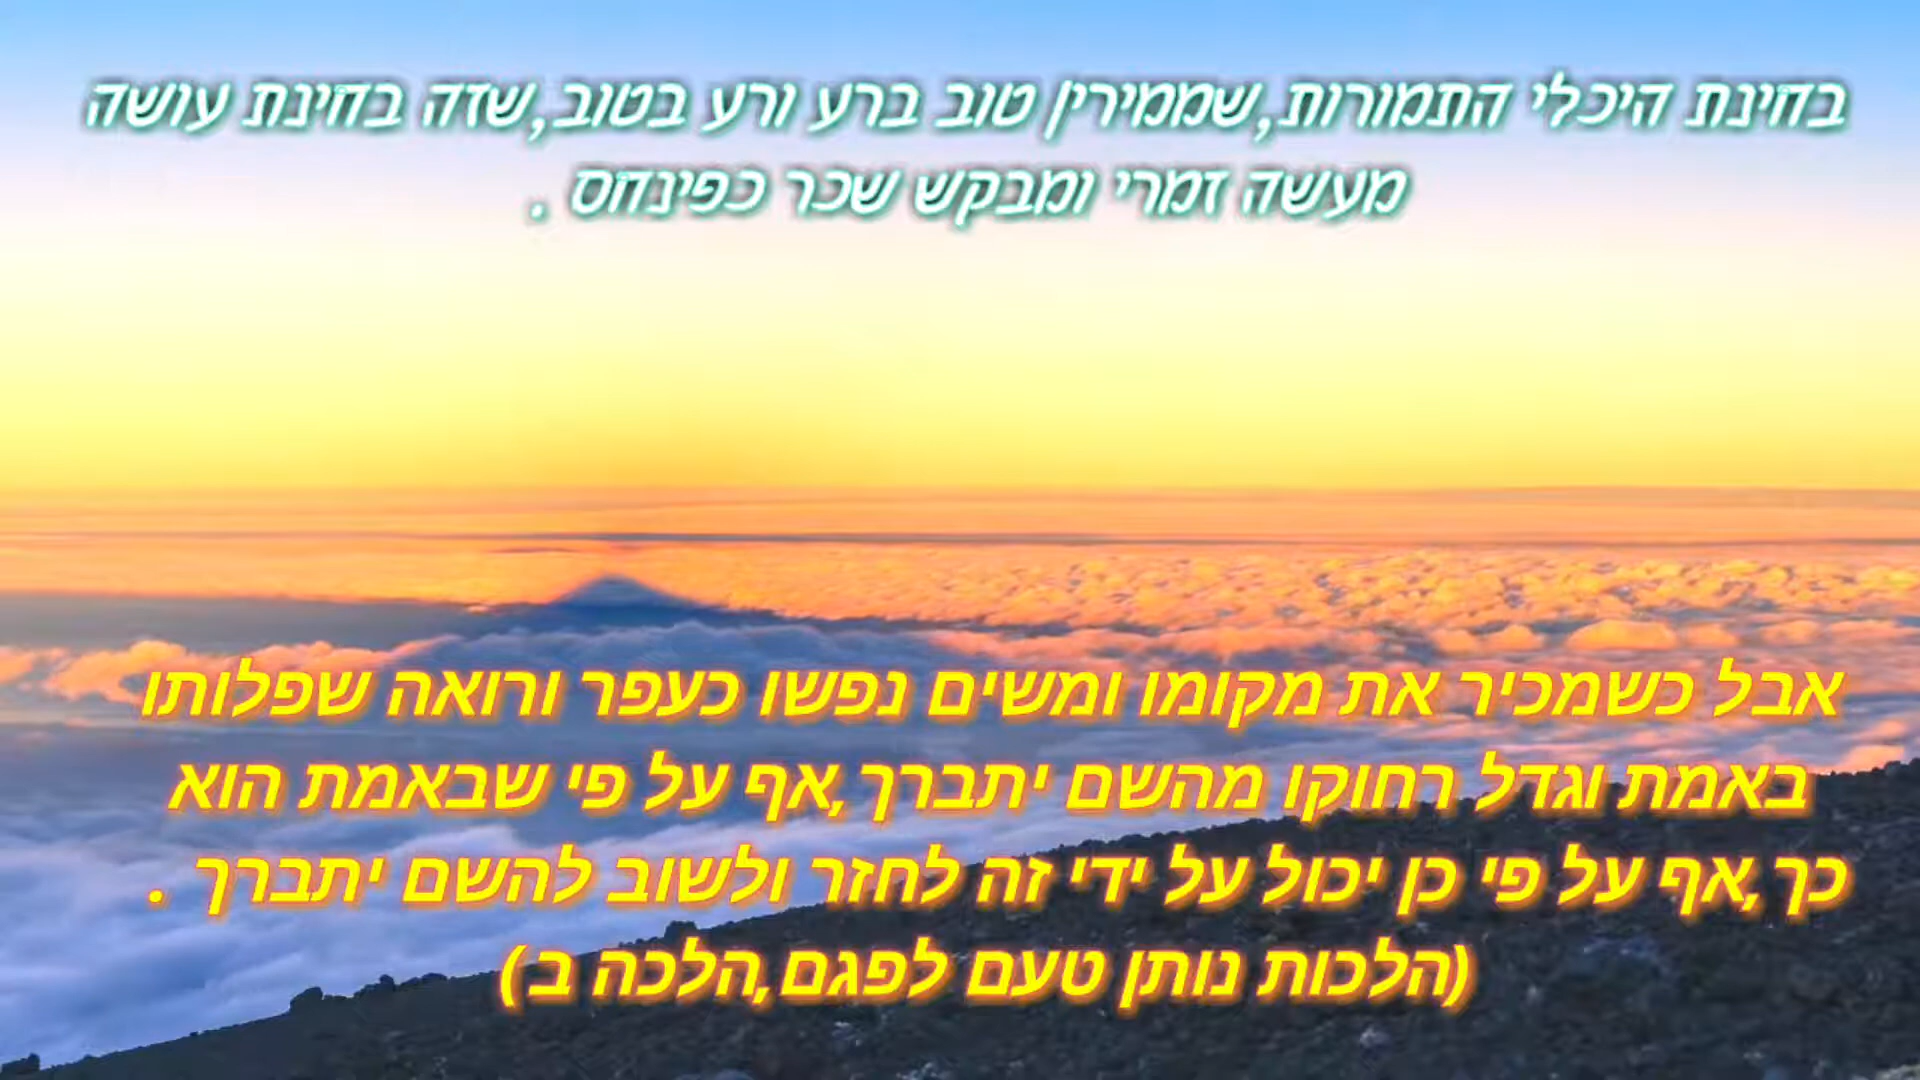 בחינת היכלי התמורות,שממירין טוב ברע ורע בטוב,שזה בחינת עושה
מעשה זמרי ומבקש שכר כפינחס .
אבל כשמכיר את מקומו ומשים נפשו כעפר ורואה שפלותו
באמת וגדל רחוקו מהשם יתברך,אף על פי שבאמת הוא
כך,אף על פי כן יכול על ידי זה לחזר ולשוב להשם יתברך .
(הלכות נותן טעם לפגם,הלכה ב)